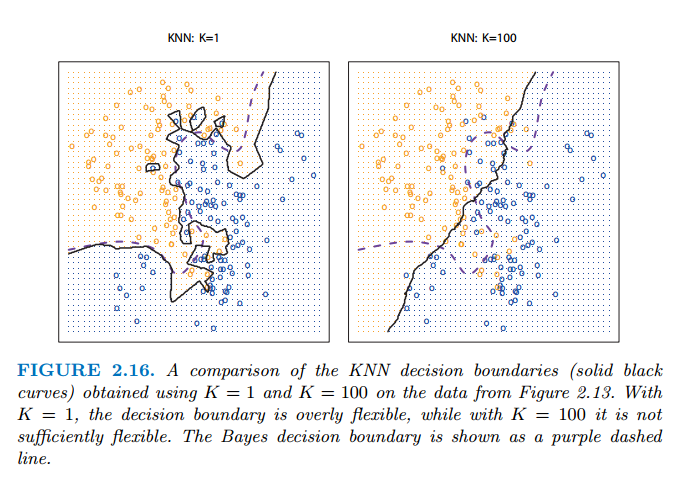 KNN: K=1
KNN: K=100
FIGURE 2.16. A comparison of the KNN decision boundaries (solid black
curves) obtained using K = 1 and K = 100 on the data from Figure 2.13. With
K = 1, the decision boundary is overly flexible, while with K = 100 it is not
sufficiently flexible. The Bayes decision boundary is shown as a purple dashed
line.